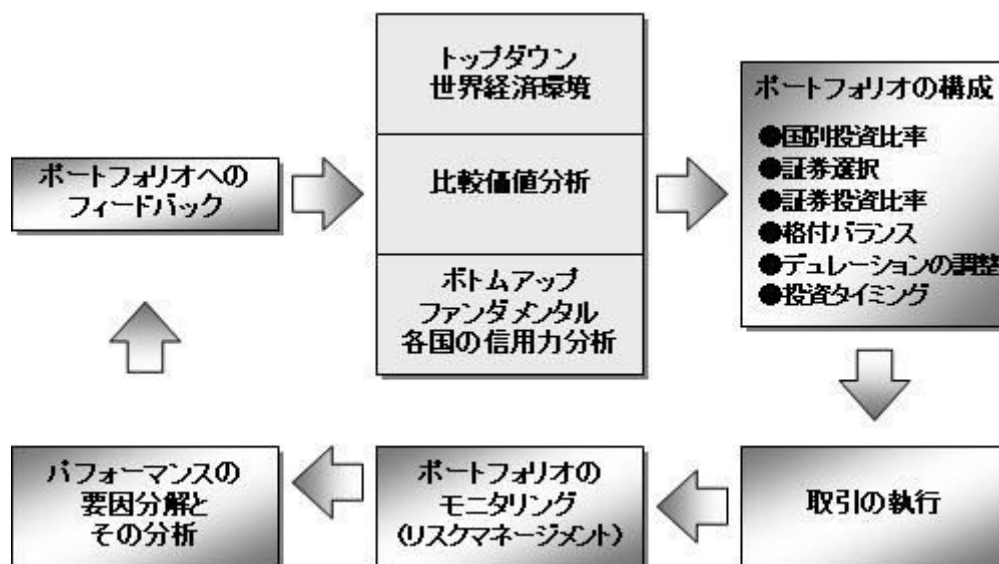 トップダウン
世界経済環境
比較価値分析
ボトムアップ
ファンダメンタル
各国の信用力分析
ポートフォリオへの
フィードバック
ポートフォリオの構成
●国別投資比率
●証券選択
●証券投資比率
●格付バランス
●デュレーションの調整
●投資タイミング
パフォーマンスの
要因分解と
その分析
ポートフォリオの
モニタリング
(リスクマネージメント)
取引の執行